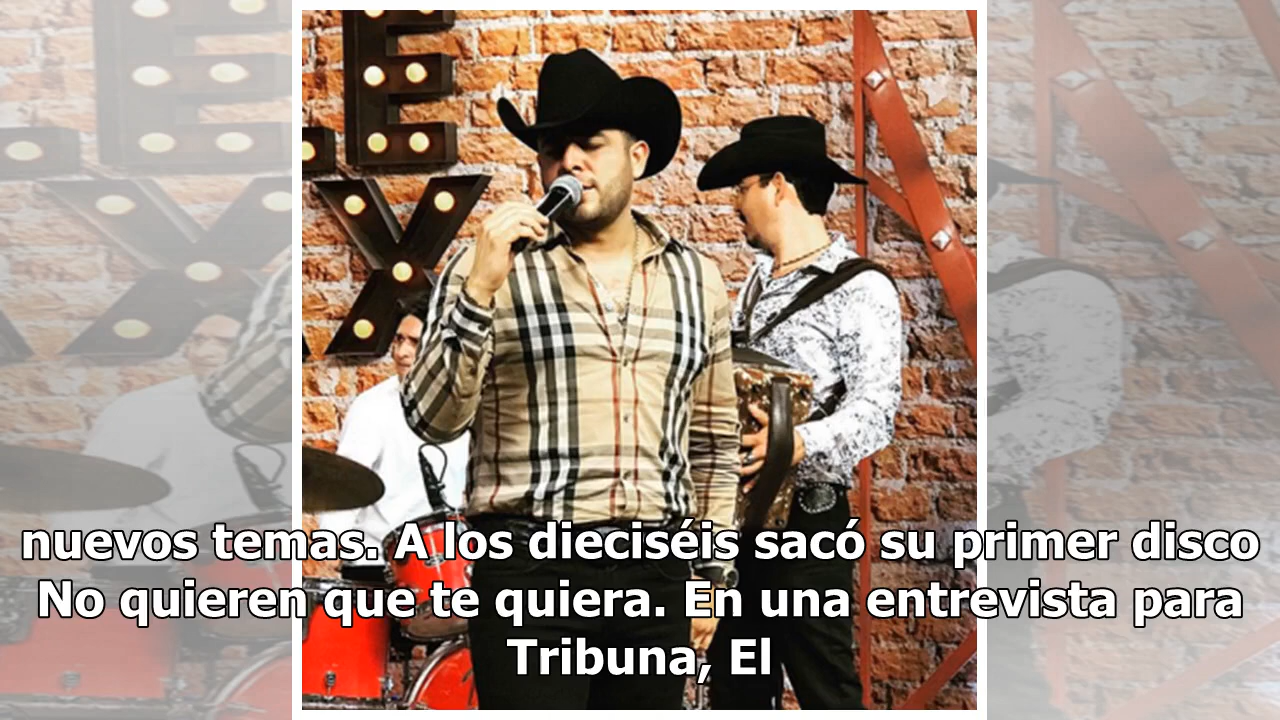 E
EX
nuevos temas. A los dieciséis sacó su primer disco
No quieren que te quiera. En una entrevista para
Tribuna, El